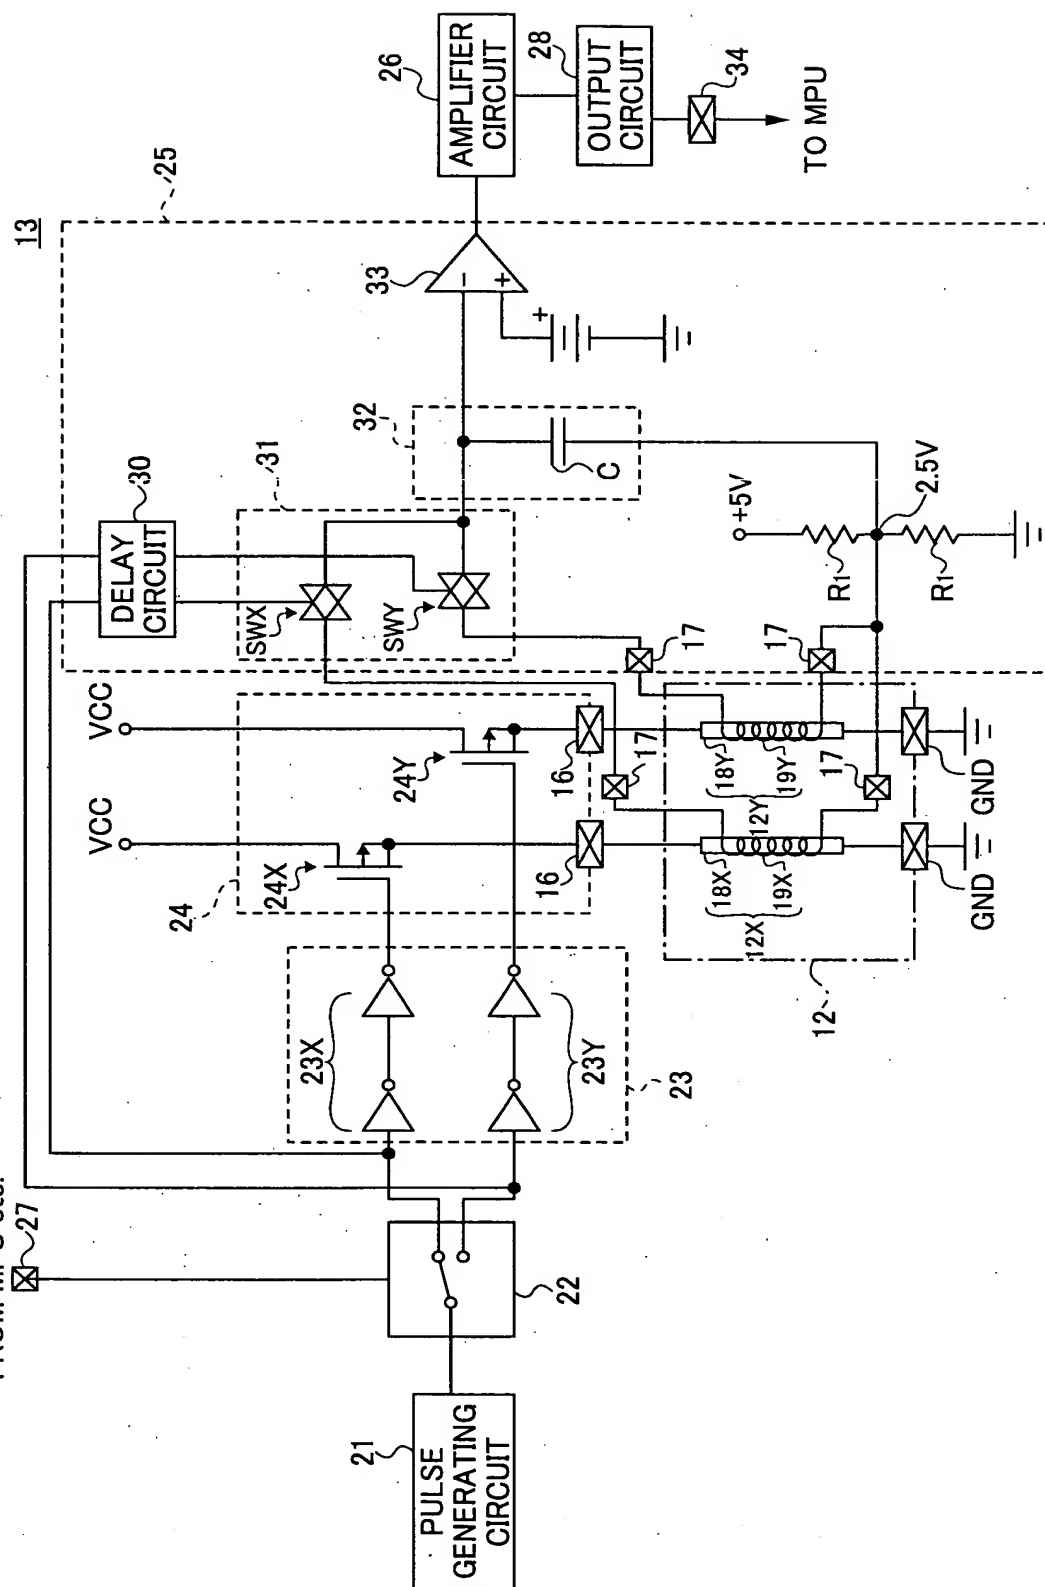 13
FROM MPU etc.
27
21
PULSE
GENERATING
CIRCUIT
22
23X
23Y
23
24
VCC
VCC
24X
24Y
16
16
17
17
17
17
18X
19X
12X
18Y
19Y
12Y
12
GND
GND
25
30
DELAY
CIRCUIT
SWX
SWY
31
32
C
+5V
R1
R1
2.5V
33
−
+
+
26
AMPLIFIER
CIRCUIT
28
OUTPUT
CIRCUIT
34
TO MPU